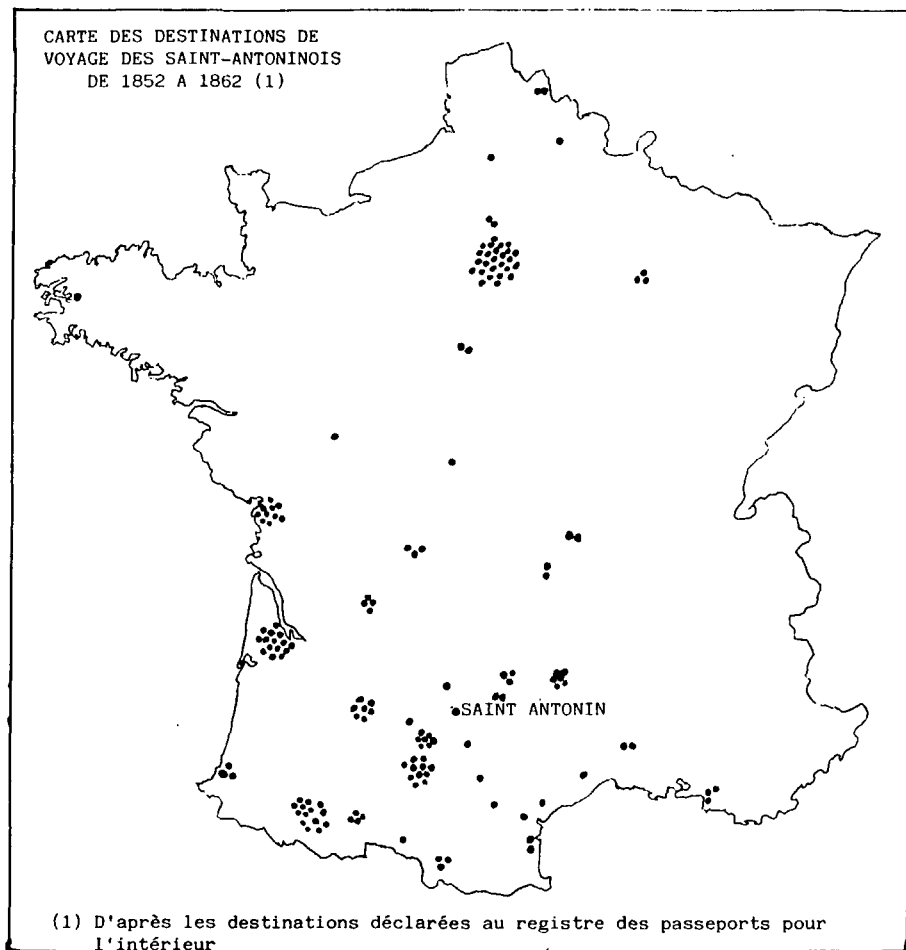 CARTE DES DESTINATIONS DE
VOYAGE DES SAINT-ANTONINOIS
DE 1852 A 1862 (1)
SAINT ANTONIN
(1) D'après les destinations déclarées au registre des passeports pour
l'intérieur